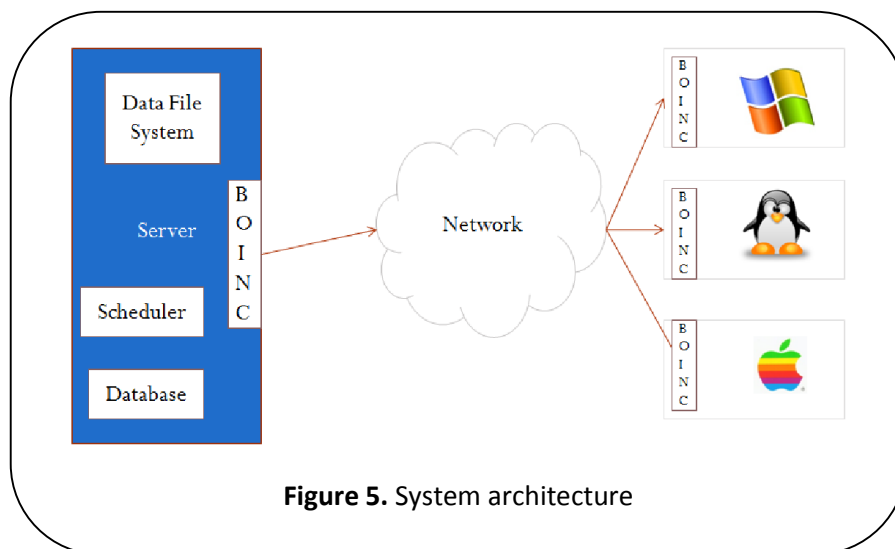 Data File
System
Server
Scheduler
Database
B
O
I
N
C
Network
B
O
I
N
C
B
O
I
N
C
B
O
I
N
C
Figure 5. System architecture